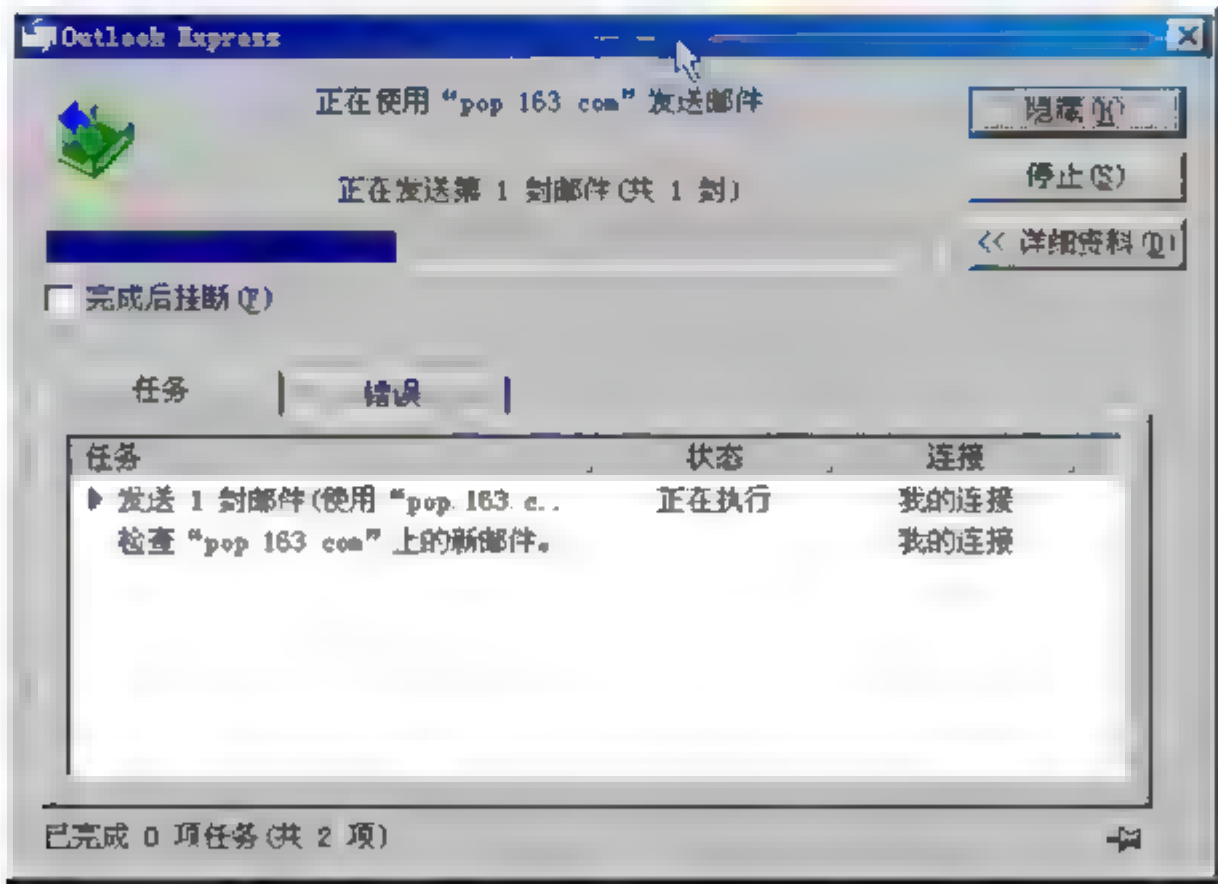 Outlook Express
正在使用“pop 163 com”发送邮件
隐藏(H)
正在发送第 1 封邮件(共 1 封)
停止(S)
<< 详细资料(D)
完成后挂断(F)
任务 错误
任务 状态 连接
发送 1 封邮件(使用 “pop.163.c.. 正在执行 我的连接
检查“pop 163 com”上的新邮件。 我的连接
已完成 0 项任务(共 2 项)